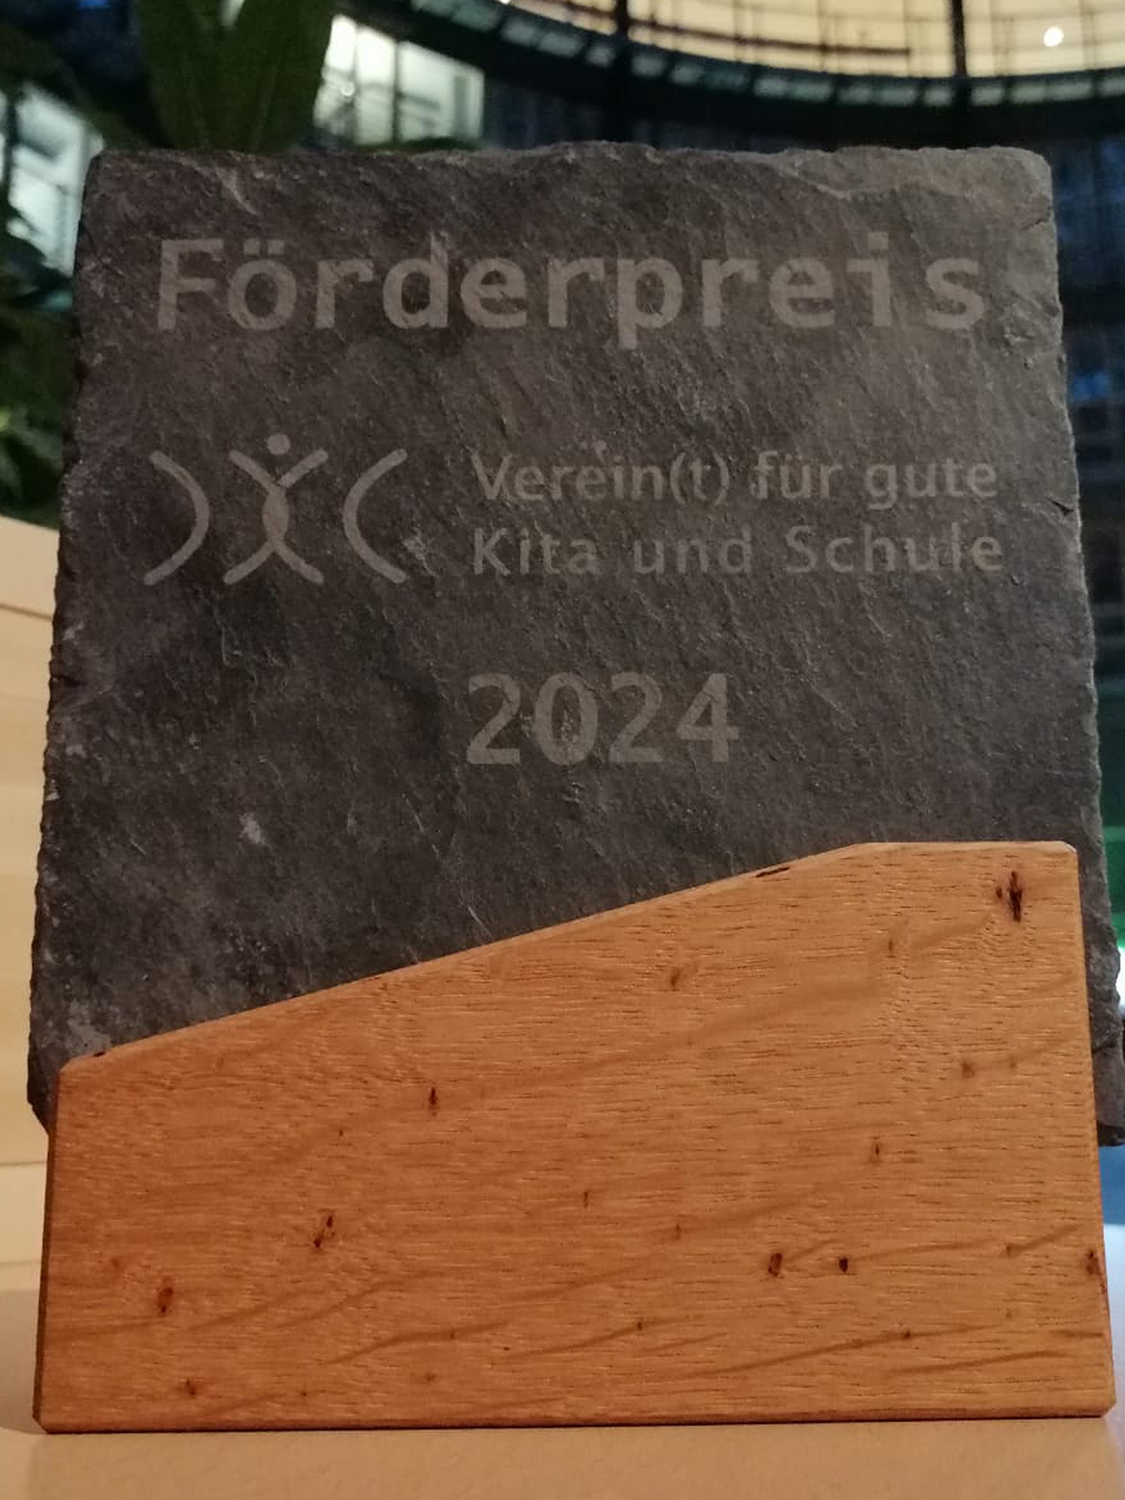 Förderpreis
Verein(t) für gute
Kita und Schule
2024